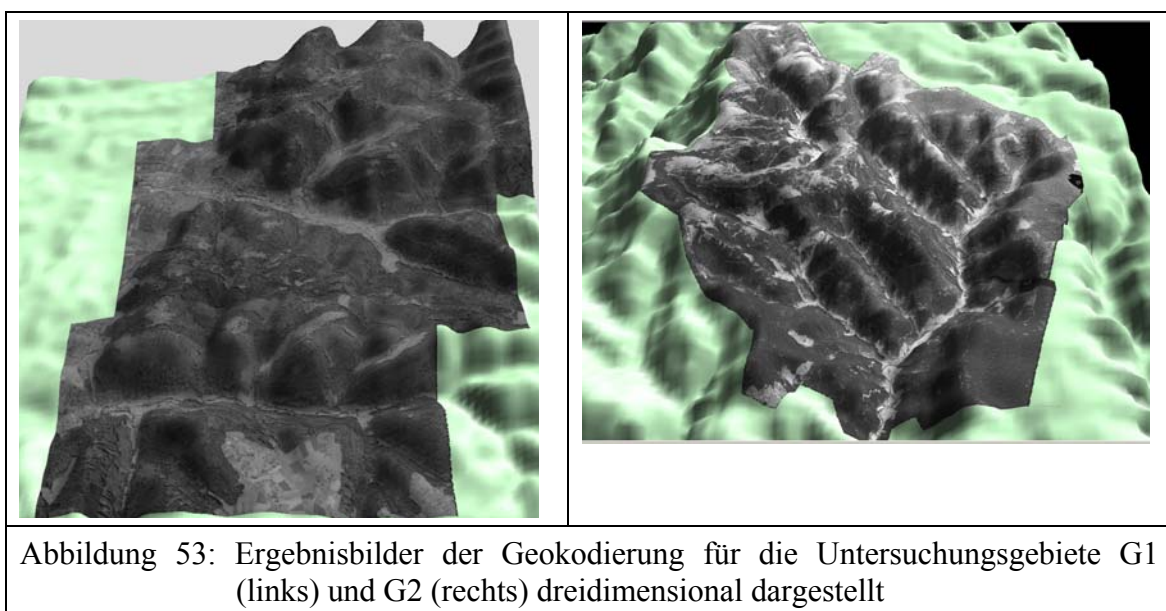 Abbildung 53: Ergebnisbilder der Geokodierung für die Untersuchungsgebiete G1
(links) und G2 (rechts) dreidimensional dargestellt